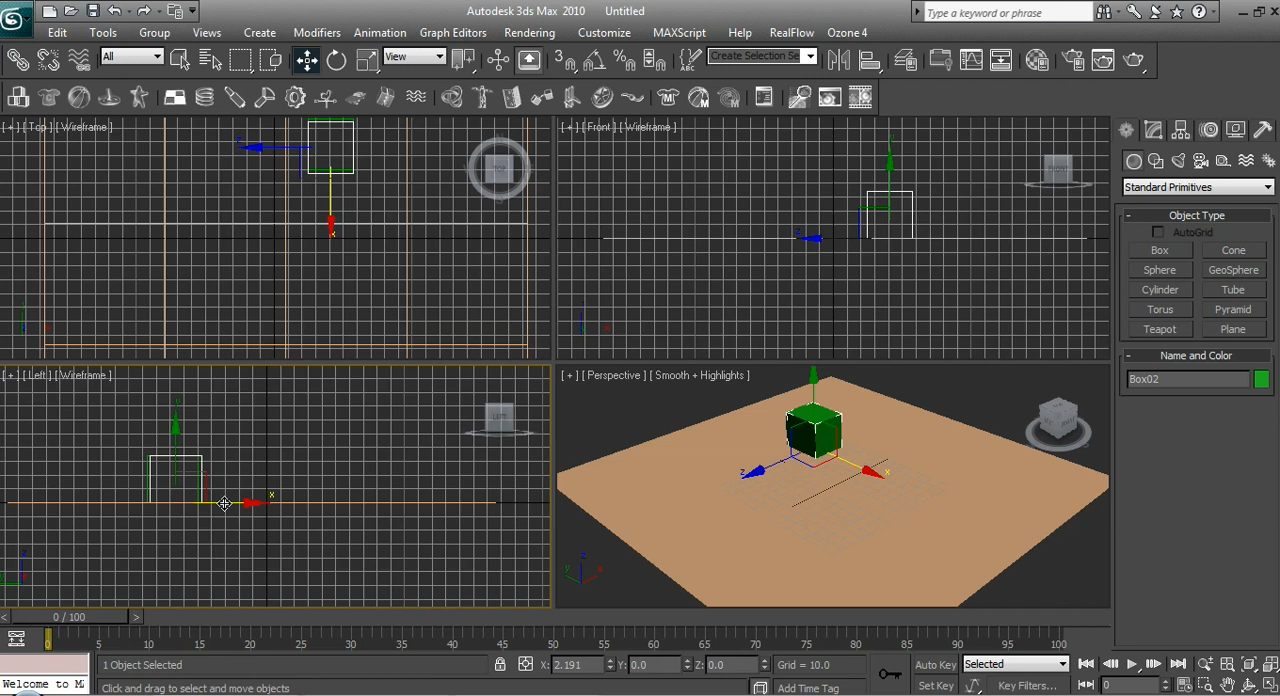 Autodesk 3ds Max 2010 Untitled
Type a keyword or phrase
Edit Tools Group Views Create Modifiers Animation Graph Editors Rendering Customize MAXScript Help RealFlow Ozone 4
All View 3 Create Selection Se
[ + ] [ Top ] [ Wireframe ]
TOP
[ + ] [ Front ] [ Wireframe ]
FRONT
Standard Primitives
Object Type
AutoGrid
Box Cone
Sphere GeoSphere
Cylinder Tube
Torus Pyramid
Teapot Plane
Name and Color
Box02
[ + ] [ Left ] [ Wireframe ]
LEFT
[ + ] [ Perspective ] [ Smooth + Highlights ]
< 0 / 100 >
0 5 10 15 20 25 30 35 40 45 50 55 60 65 70 75 80 85 90 95 100
1 Object Selected X: 2.191 Y: 0.0 Z: 0.0 Grid = 10.0 Auto Key Selected
Welcome to M Click and drag to select and move objects Add Time Tag Set Key Key Filters... 0